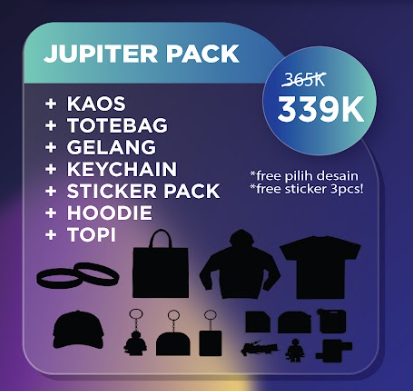 JUPITER PACK
365K
339K
+ KAOS
+ TOTEBAG
+ GELANG
+ KEYCHAIN
+ STICKER PACK
+ HOODIE
+ TOPI
*free pilih desain
*free sticker 3pcs!